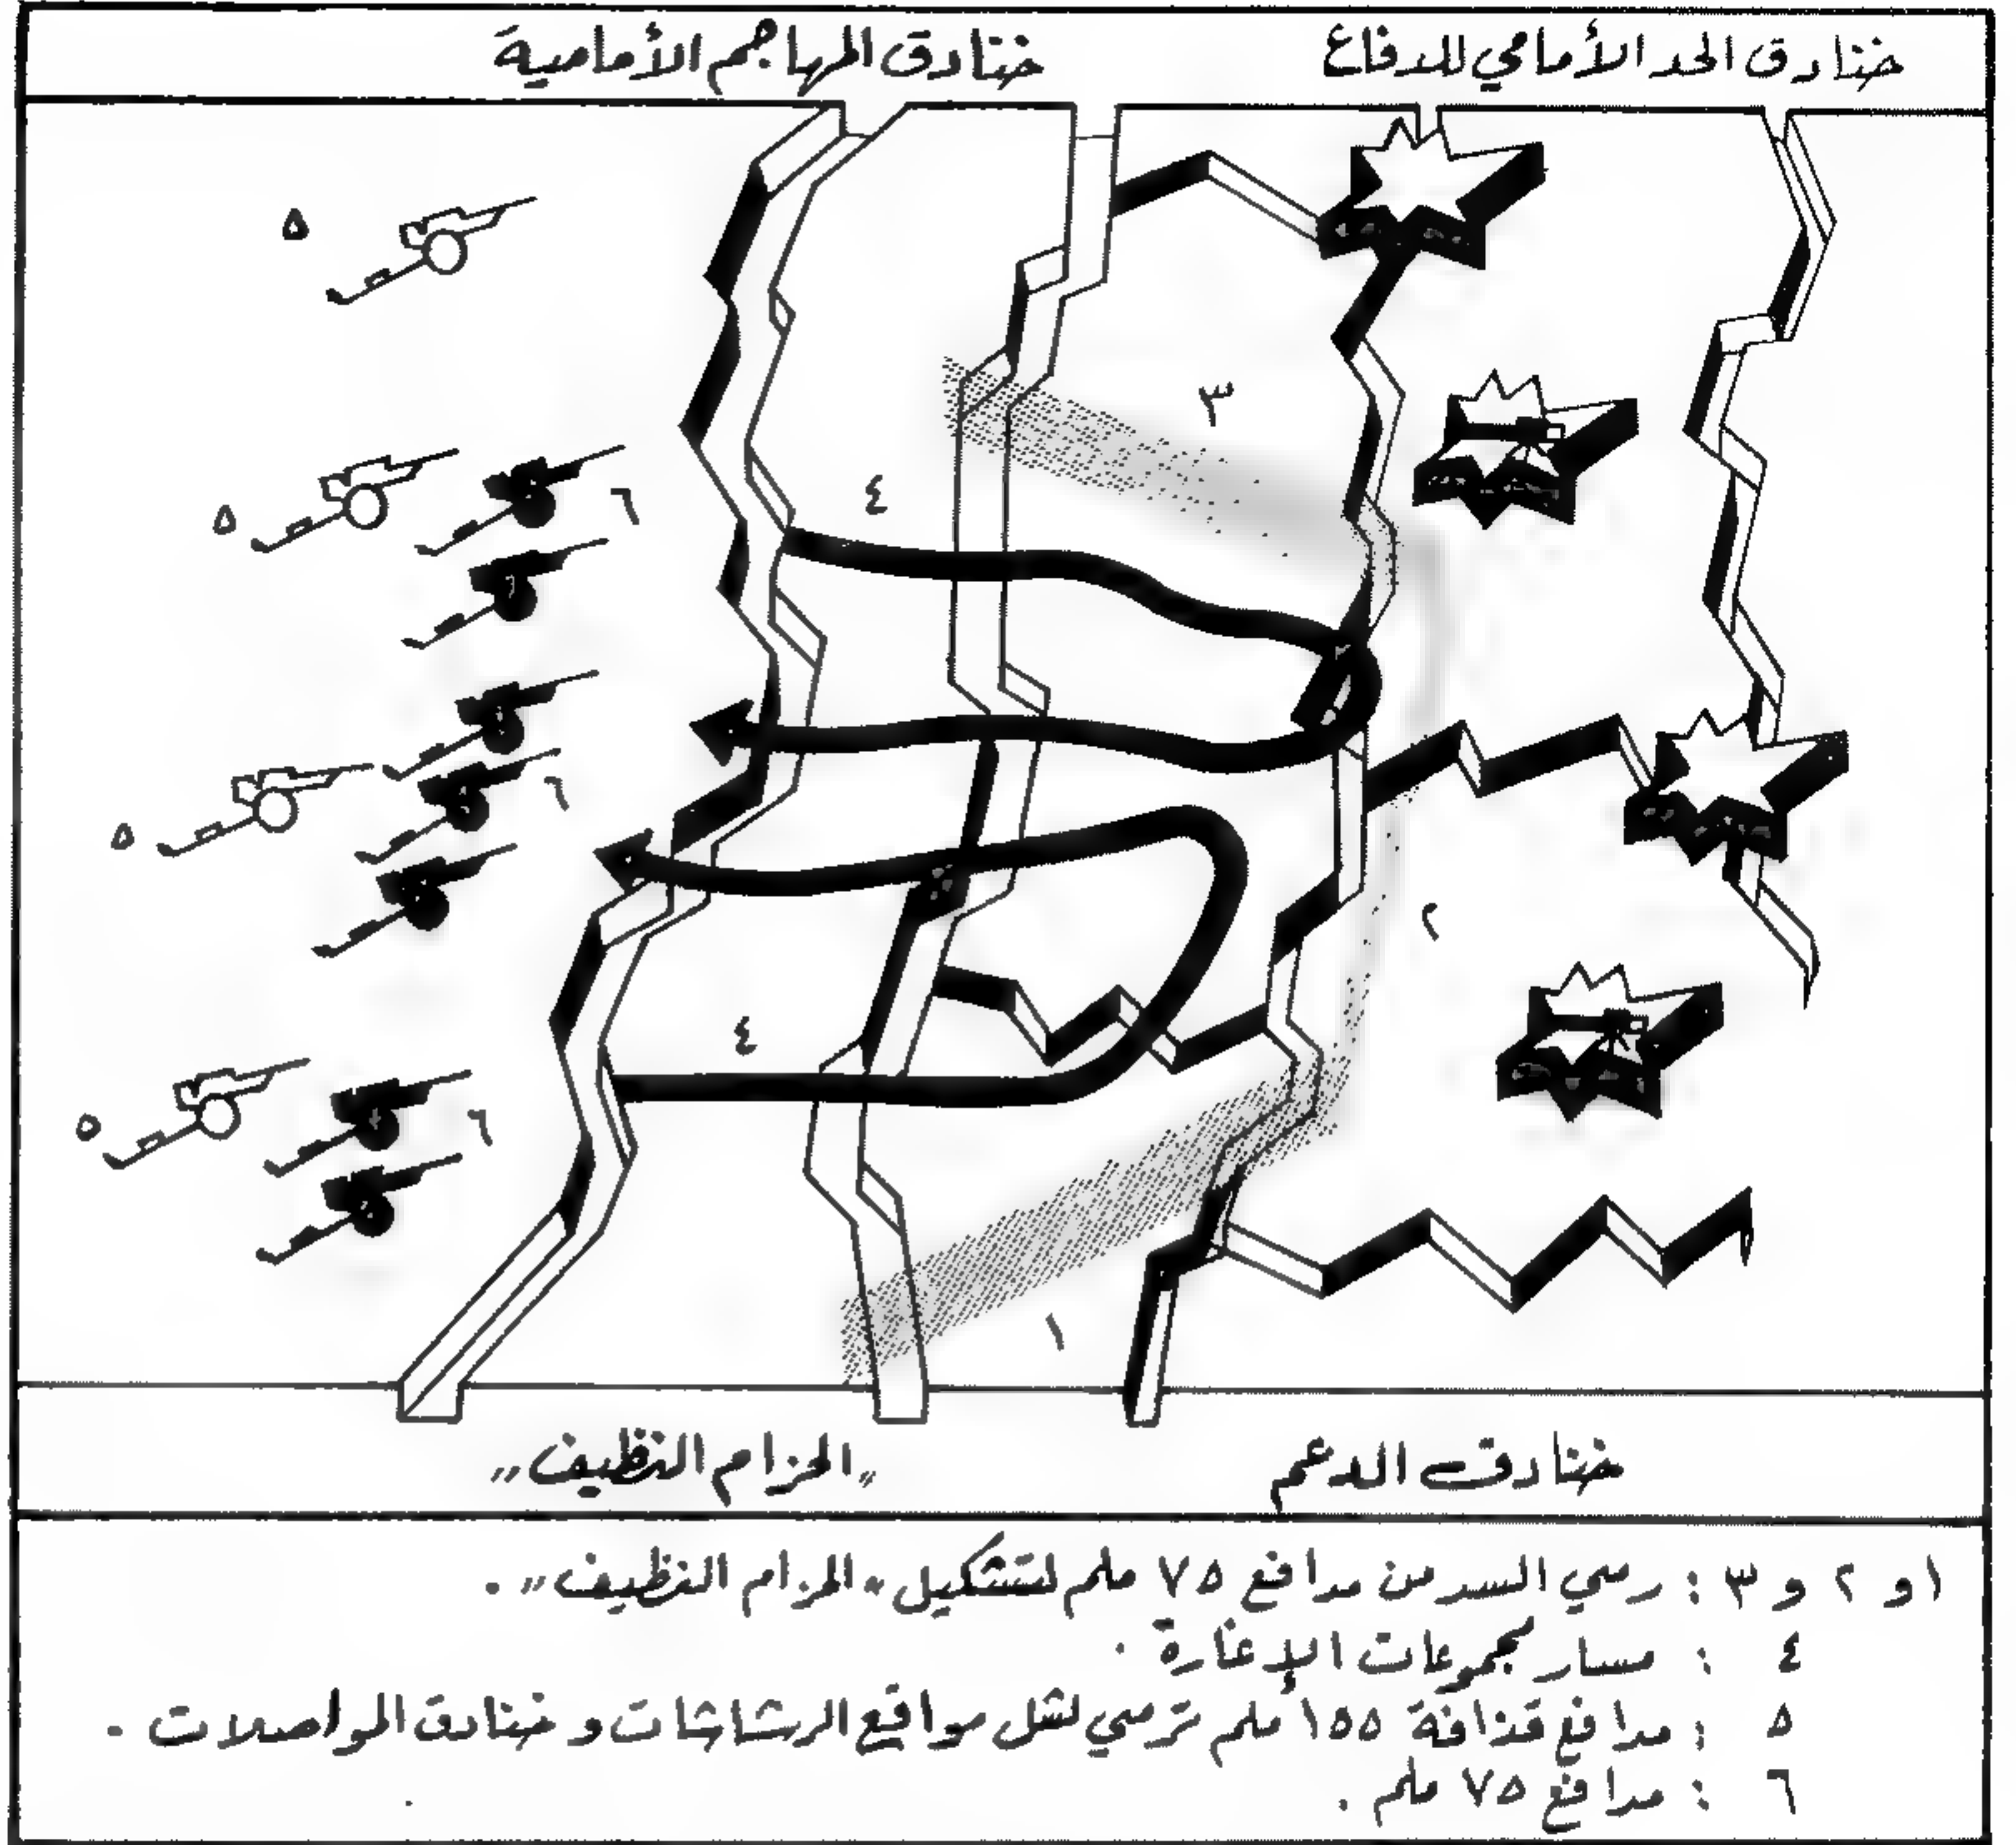 خنادق الحد الأمامي للدفاع
خنادق المهاجم الأمامية
٥
٣
٤
٥
٦
٦
٥
٢
٤
٥
٦
١
خنادق الدعم
"الحزام النظيف"
١ و ٢ و ٣ : رمي السد من مدافع ٧٥ ملم لتشكيل "الحزام النظيف" .
٤ : مسار مجموعات الإغارة .
٥ : مدافع قذافة ١٥٥ ملم ترمي لشل مواقع الرشاشات و خنادق المواصلات .
٦ : مدافع ٧٥ ملم .